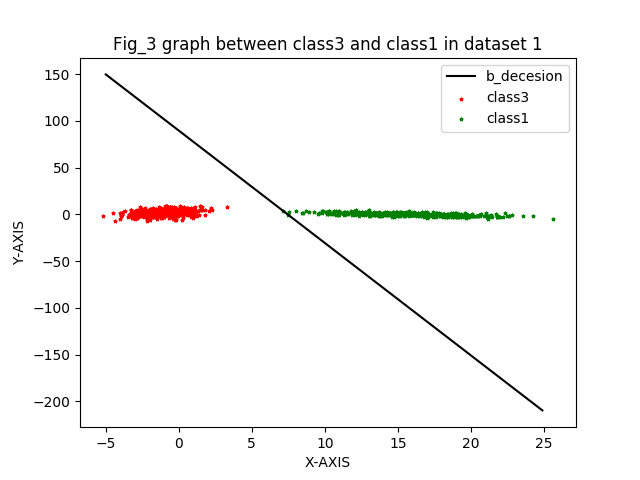 Fig_3 graph between class3 and class1 in dataset 1
b_decesion
class3
class1
150
100
50
0
−50
−100
−150
−200
Y-AXIS
−5
0
5
10
15
20
25
X-AXIS